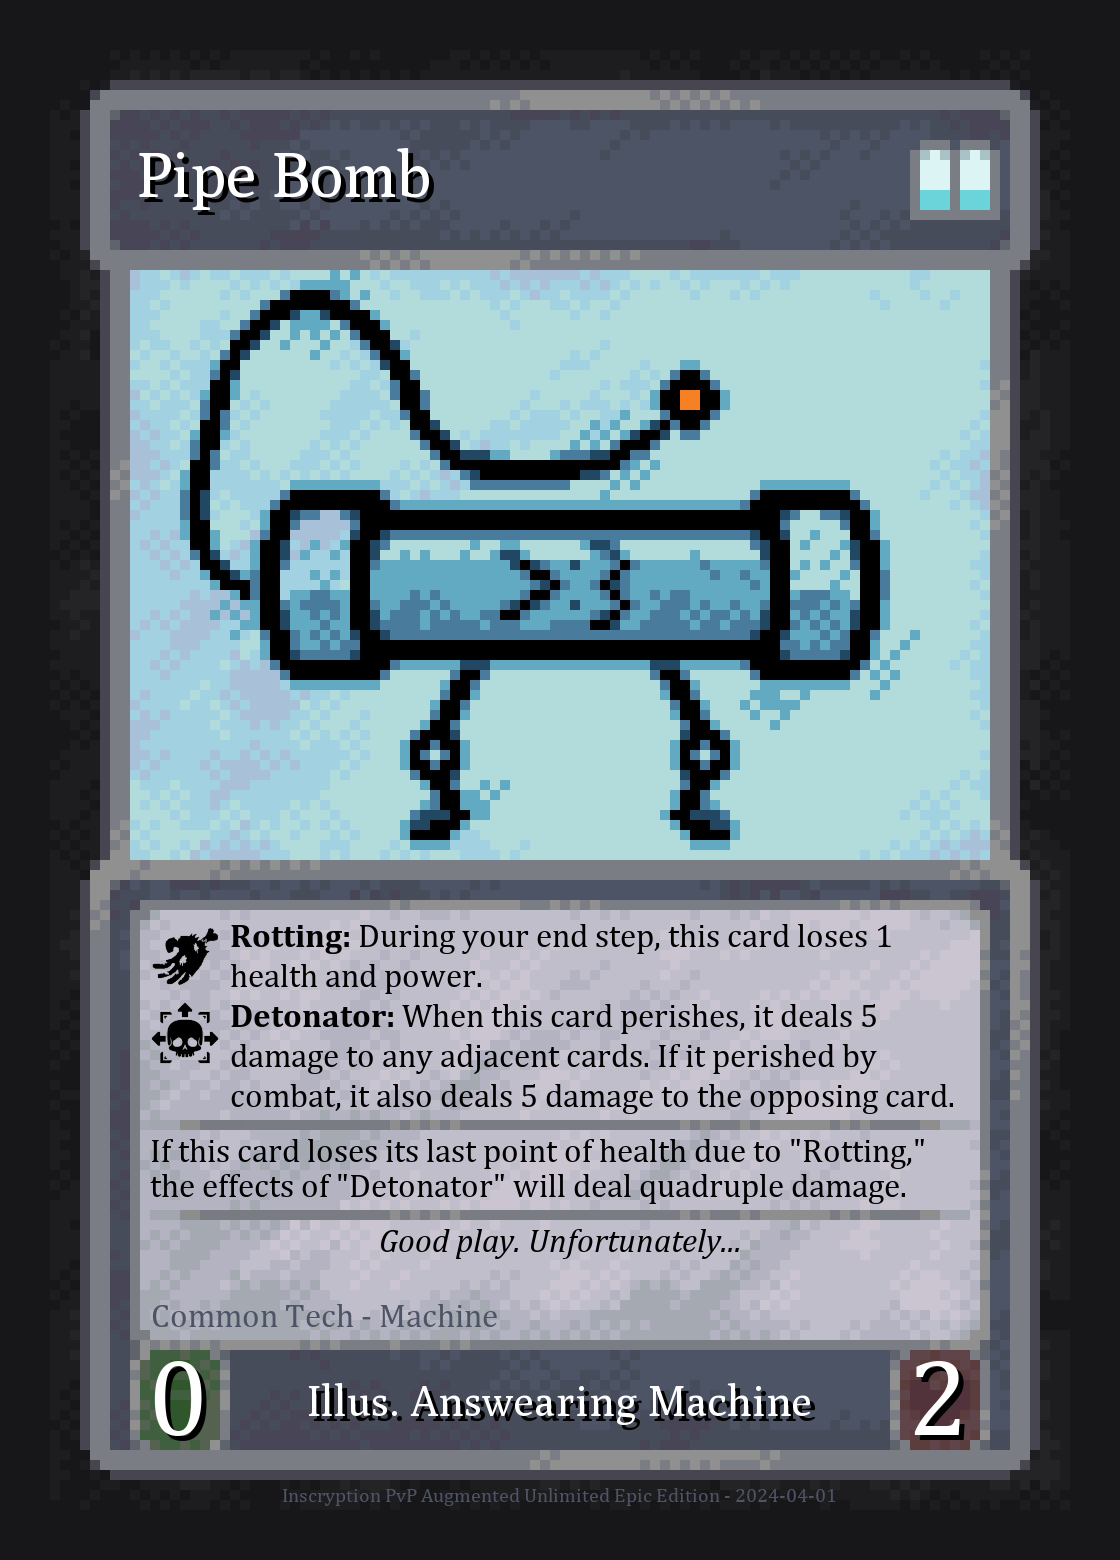 Pipe Bomb
Rotting: During your end step, this card loses 1
health and power.
Detonator: When this card perishes, it deals 5
damage to any adjacent cards. If it perished by
combat, it also deals 5 damage to the opposing card.
If this card loses its last point of health due to "Rotting,"
the effects of "Detonator" will deal quadruple damage.
Good play. Unfortunately...
Common Tech - Machine
0
Illus. Answearing Machine
2
Inscryption PvP Augmented Unlimited Epic Edition - 2024-04-01